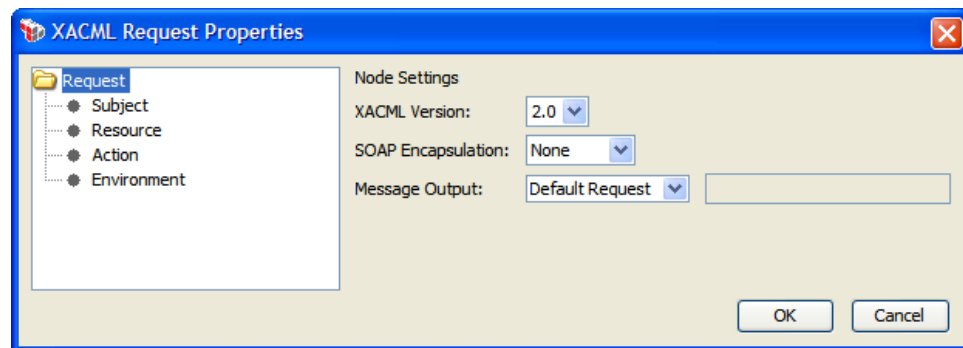 XACML Request Properties
Request
Subject
Resource
Action
Environment
Node Settings
XACML Version: 2.0
SOAP Encapsulation: None
Message Output: Default Request
OK Cancel